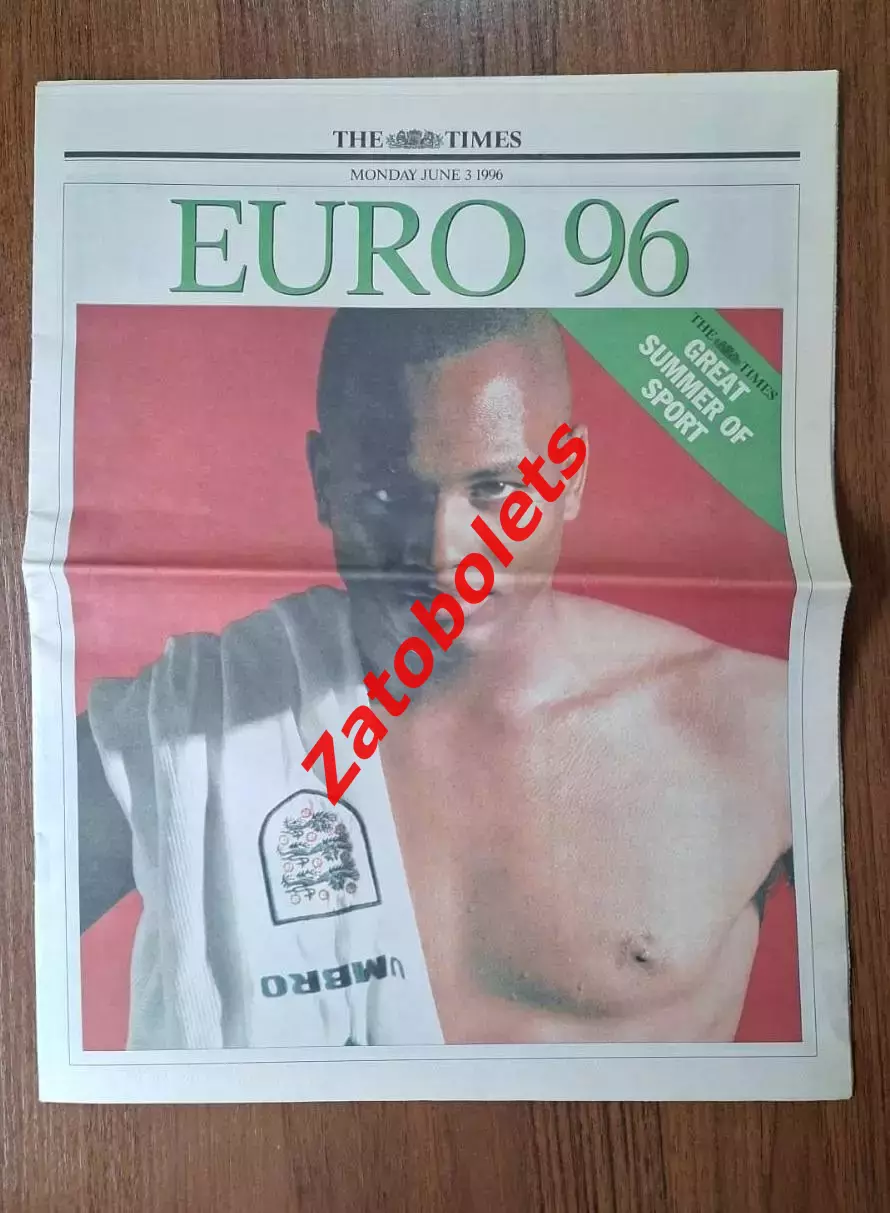 THE TIMES
MONDAY JUNE 3 1996
EURO 96
THE TIMES
GREAT
SUMMER OF
SPORT
Zatobolets
UMBRO